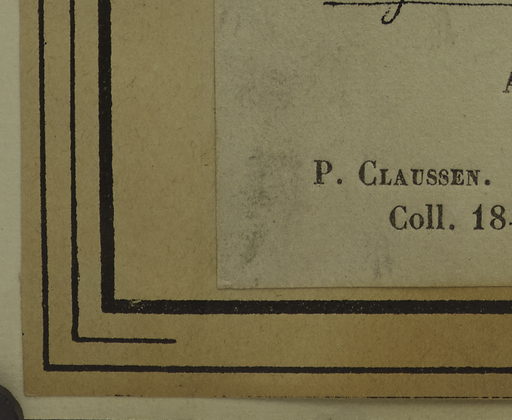 P. CLAUSSEN.
Coll. 18